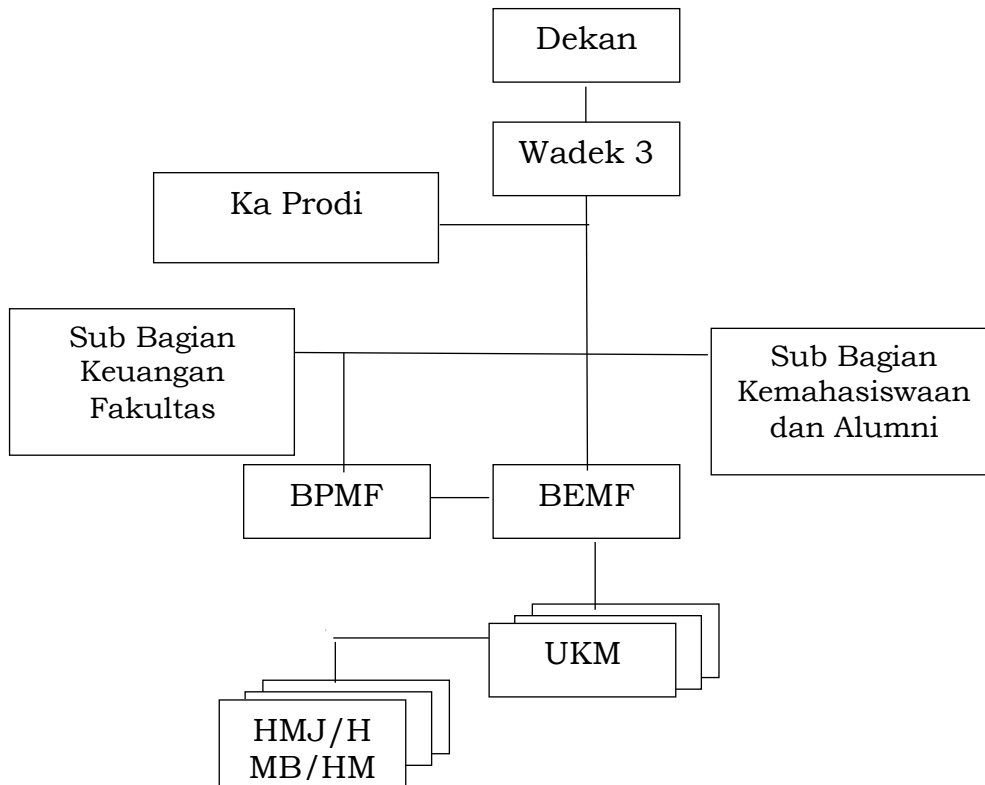 Dekan
Wadek 3
Ka Prodi
Sub Bagian
Keuangan
Fakultas
Sub Bagian
Kemahasiswaan
dan Alumni
BPMF
BEMF
UKM
HMJ/H
MB/HM